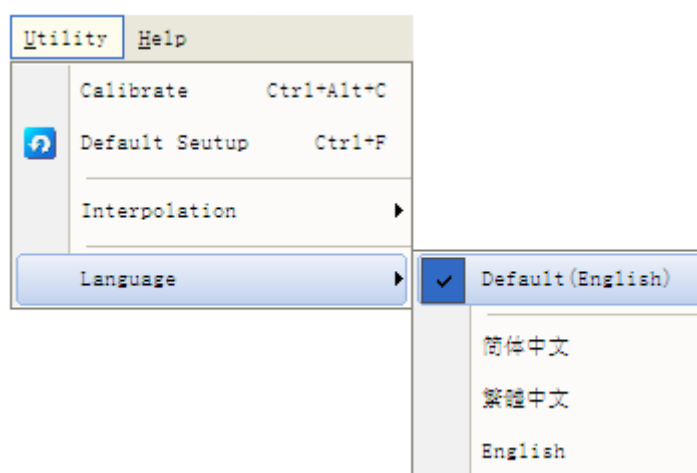 Utility Help
Calibrate Ctrl+Alt+C
Default Seutup Ctrl+F
Interpolation
Language
Default(English)
简体中文
繁體中文
English